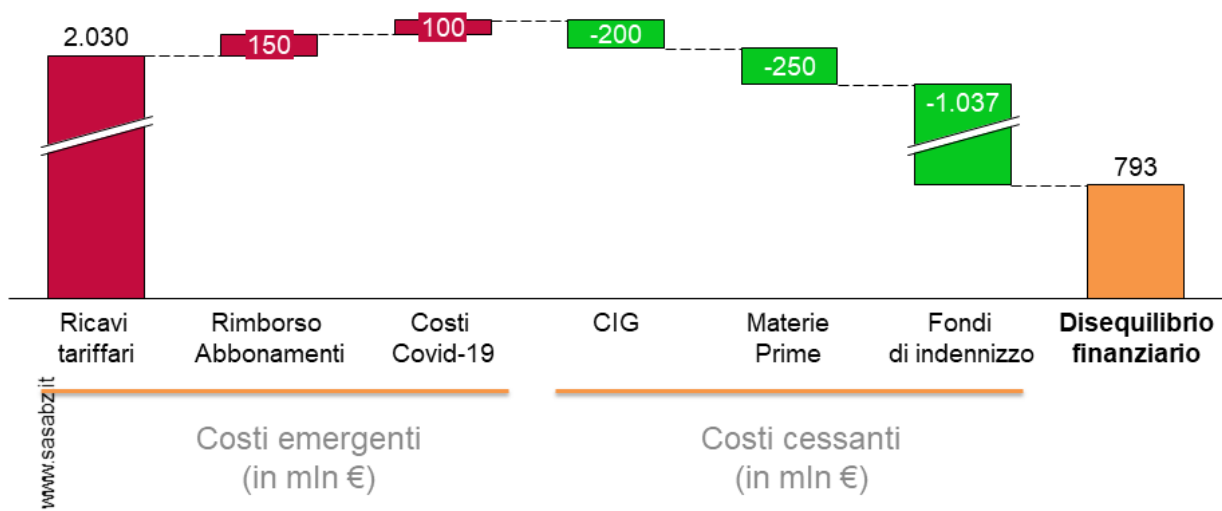 2.030
150
100
-200
-250
-1.037
793
Ricavi
tariffari
Rimborso
Abbonamenti
Costi
Covid-19
CIG
Materie
Prime
Fondi
di indennizzo
Disequilibrio
finanziario
www.sasabz.it
Costi emergenti
(in mln €)
Costi cessanti
(in mln €)